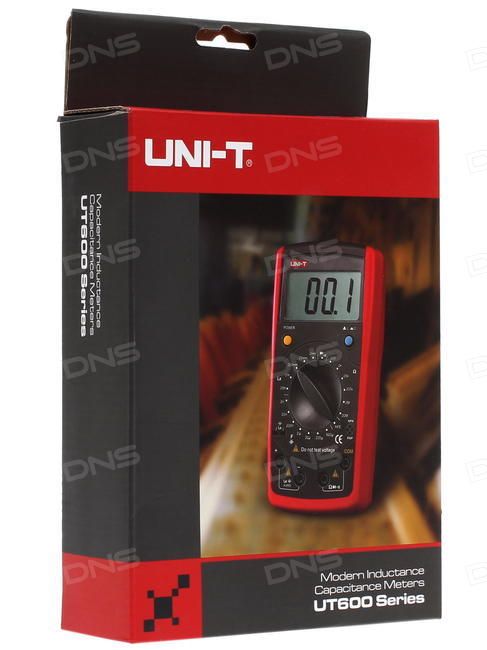 UNI-T®
UNI-T
00.1
POWER
Do not test voltage
COM
CE
Modern Inductance
Capacitance Meters
UT600 Series
Modern Inductance
Capacitance Meters
UT600 Series
DNS